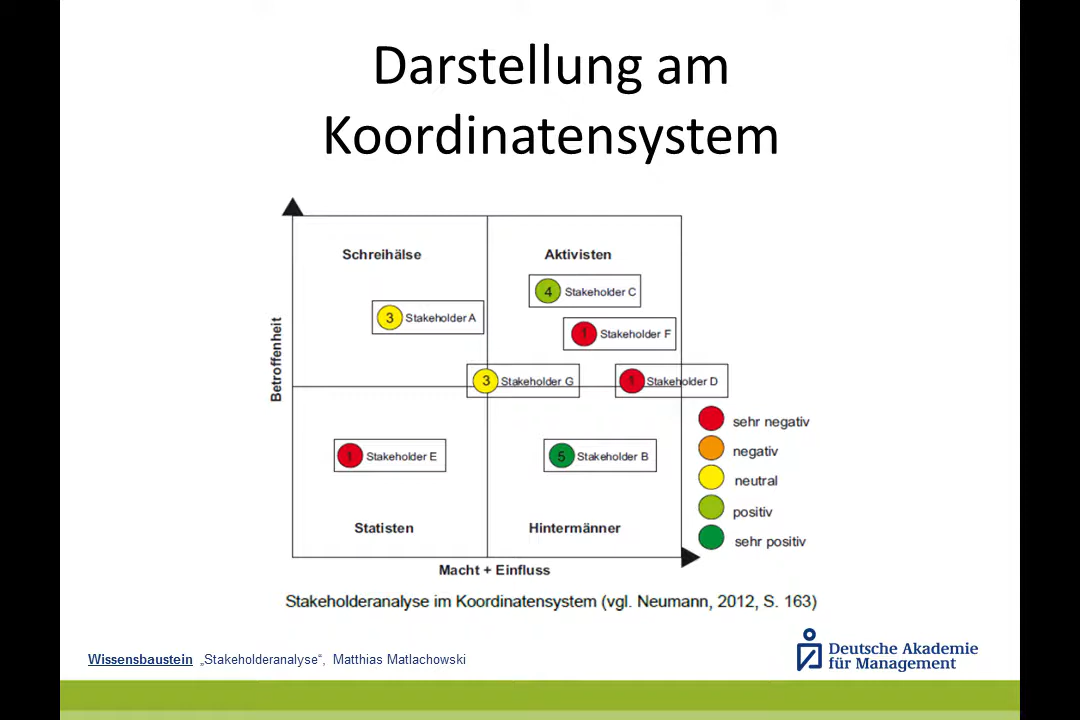 Darstellung am
Koordinatensystem
Betroffenheit
Schreihälse
Aktivisten
4 Stakeholder C
3 Stakeholder A
1 Stakeholder F
3 Stakeholder G
1 Stakeholder D
1 Stakeholder E
5 Stakeholder B
Statisten
Hintermänner
Macht + Einfluss
sehr negativ
negativ
neutral
positiv
sehr positiv
Stakeholderanalyse im Koordinatensystem (vgl. Neumann, 2012, S. 163)
Wissensbaustein „Stakeholderanalyse“, Matthias Matlachowski
Deutsche Akademie
für Management